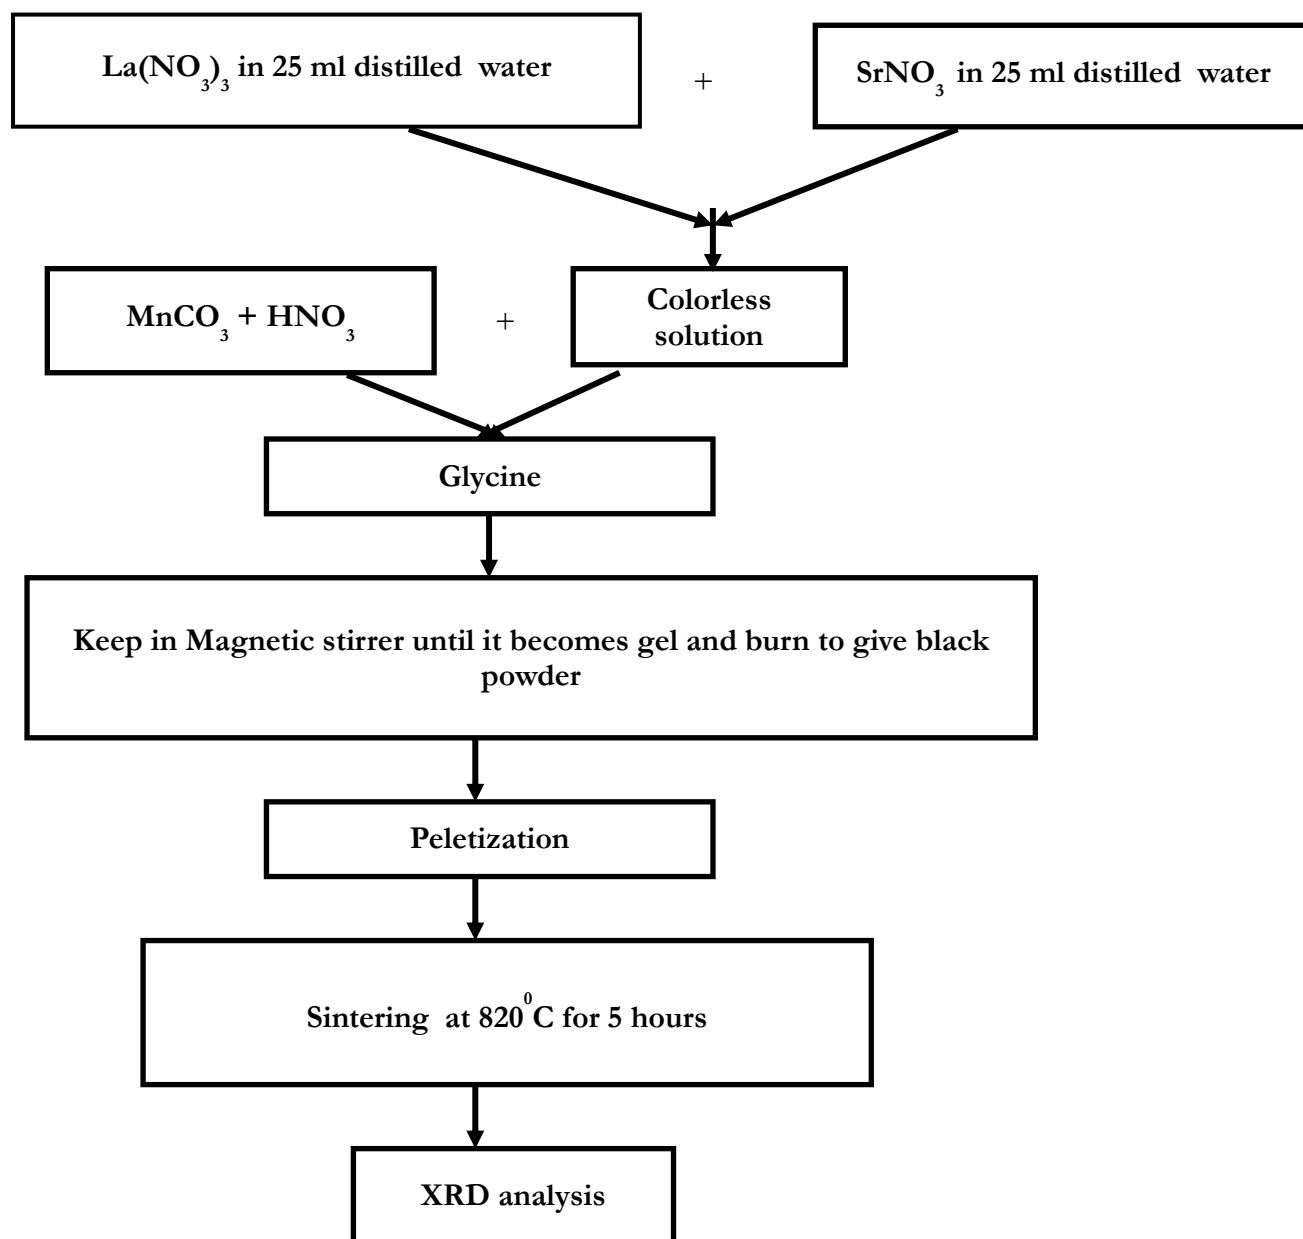 La(NO₃)₃ in 25 ml distilled water
+
SrNO₃ in 25 ml distilled water
MnCO₃ + HNO₃
+
Colorless
solution
Glycine
Keep in Magnetic stirrer until it becomes gel and burn to give black
powder
Peletization
Sintering at 820⁰C for 5 hours
XRD analysis